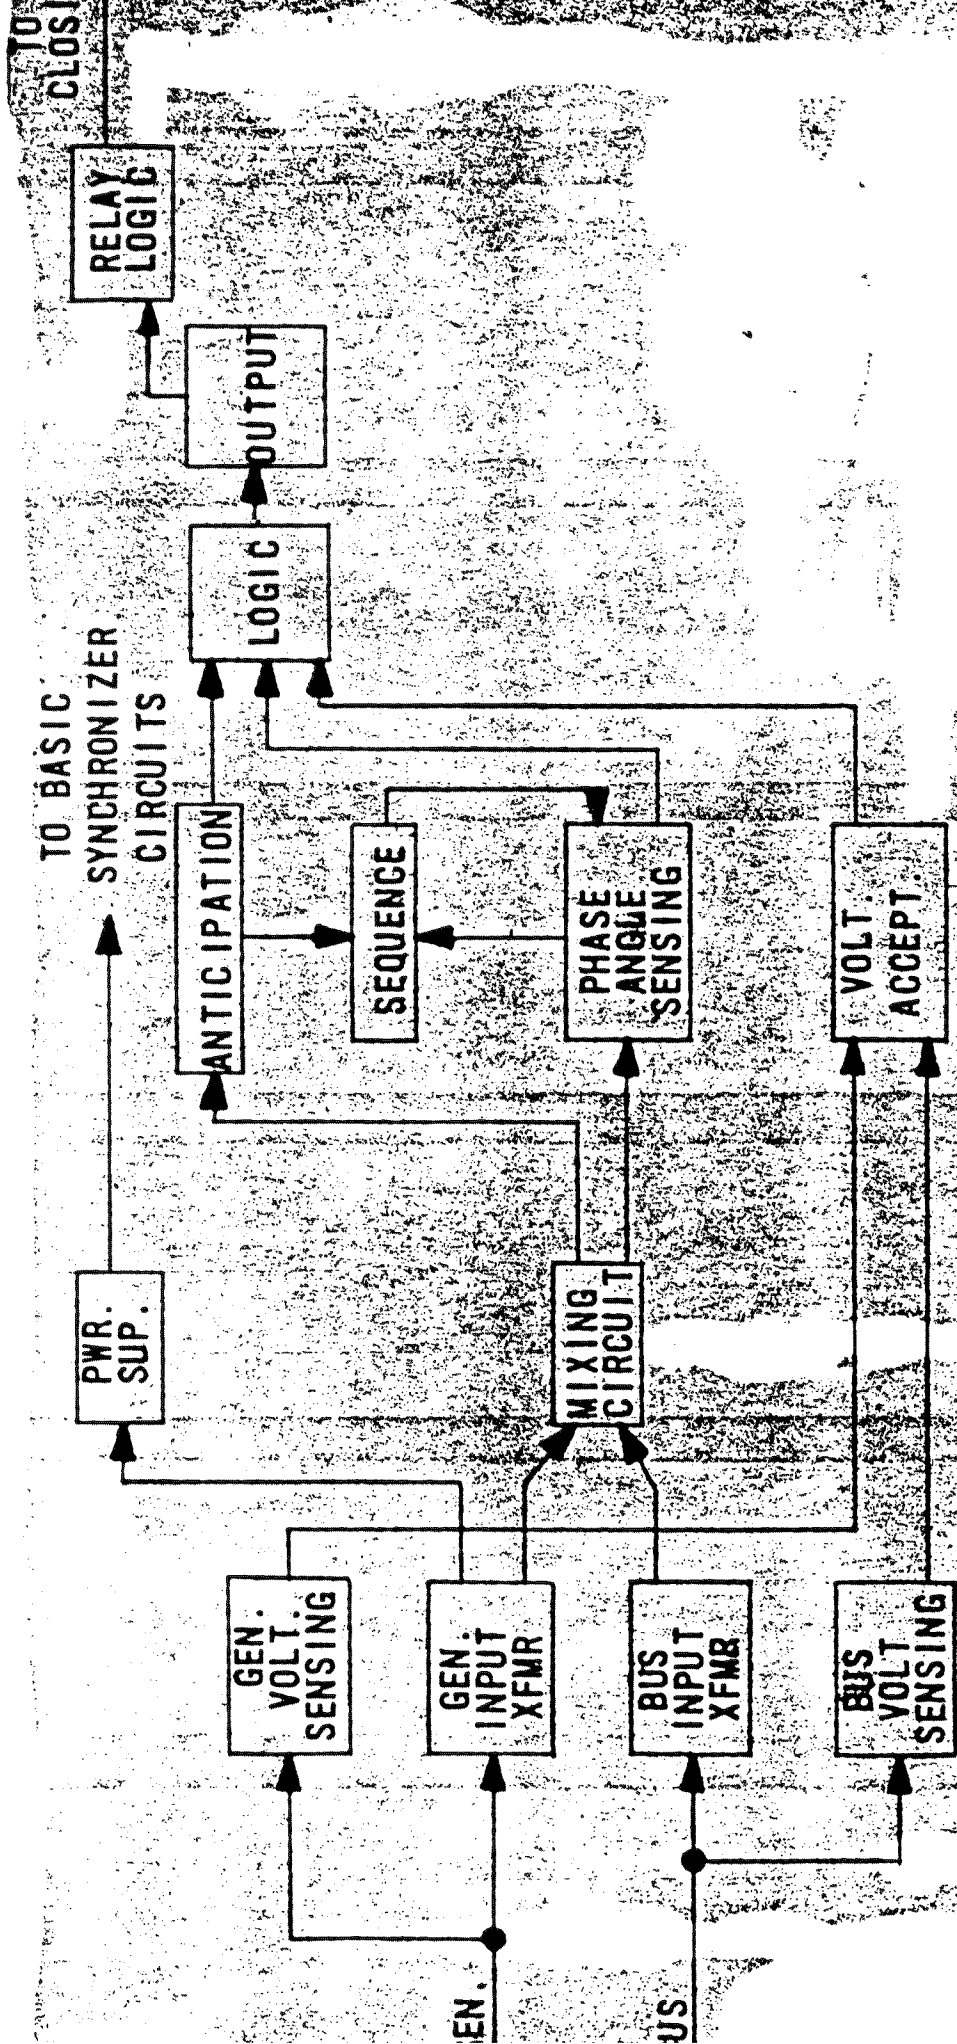 GEN.
VOLT.
SENSING
GEN.
INPUT
XFMR
BUS
INPUT
XFMR
BUS
VOLT
SENSING
PWR.
SUP.
MIXING
CIRCUIT
TO BASIC
SYNCHRONIZER
CIRCUITS
ANTICIPATION
SEQUENCE
PHASE
ANGLE
SENSING
VOLT.
ACCEPT.
LOGIC
OUTPUT
RELAY
LOGIC
TO